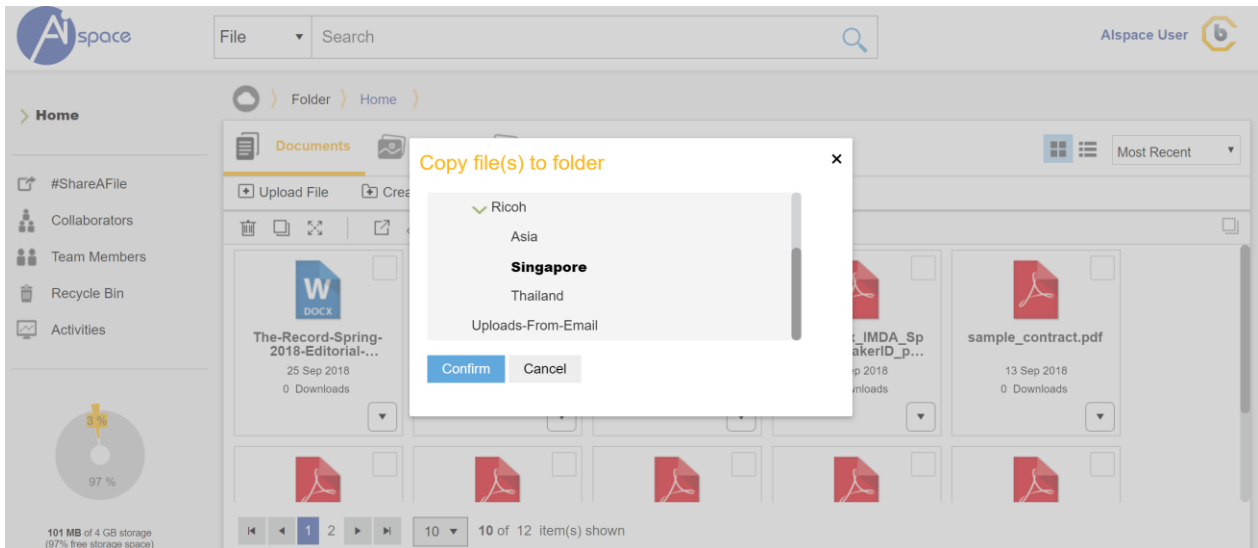 Aispace
File
Search
AIspace User
b
Home
Folder
Home
Documents
Most Recent
Copy file(s) to folder
×
#ShareAFile
Collaborators
Team Members
Recycle Bin
Activities
Upload File
Crea
Ricoh
Asia
Singapore
Thailand
Uploads-From-Email
Confirm
Cancel
W
DOCX
The-Record-Spring-
2018-Editorial-...
25 Sep 2018
0 Downloads
_IMDA_Sp
akerID_p...
2018
nloads
sample_contract.pdf
13 Sep 2018
0 Downloads
3 %
97 %
101 MB of 4 GB storage
(97% free storage space)
1
2
10
10 of 12 item(s) shown